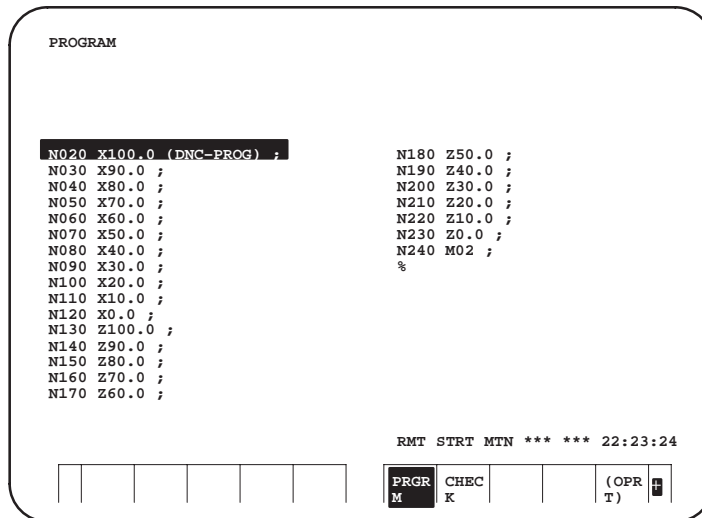 PROGRAM
N020 X100.0 (DNC-PROG) ;
N030 X90.0 ;
N040 X80.0 ;
N050 X70.0 ;
N060 X60.0 ;
N070 X50.0 ;
N080 X40.0 ;
N090 X30.0 ;
N100 X20.0 ;
N110 X10.0 ;
N120 X0.0 ;
N130 Z100.0 ;
N140 Z90.0 ;
N150 Z80.0 ;
N160 Z70.0 ;
N170 Z60.0 ;
N180 Z50.0 ;
N190 Z40.0 ;
N200 Z30.0 ;
N210 Z20.0 ;
N220 Z10.0 ;
N230 Z0.0 ;
N240 M02 ;
%
RMT STRT MTN *** *** 22:23:24
PRGR
M
CHEC
K
(OPR
T)
+